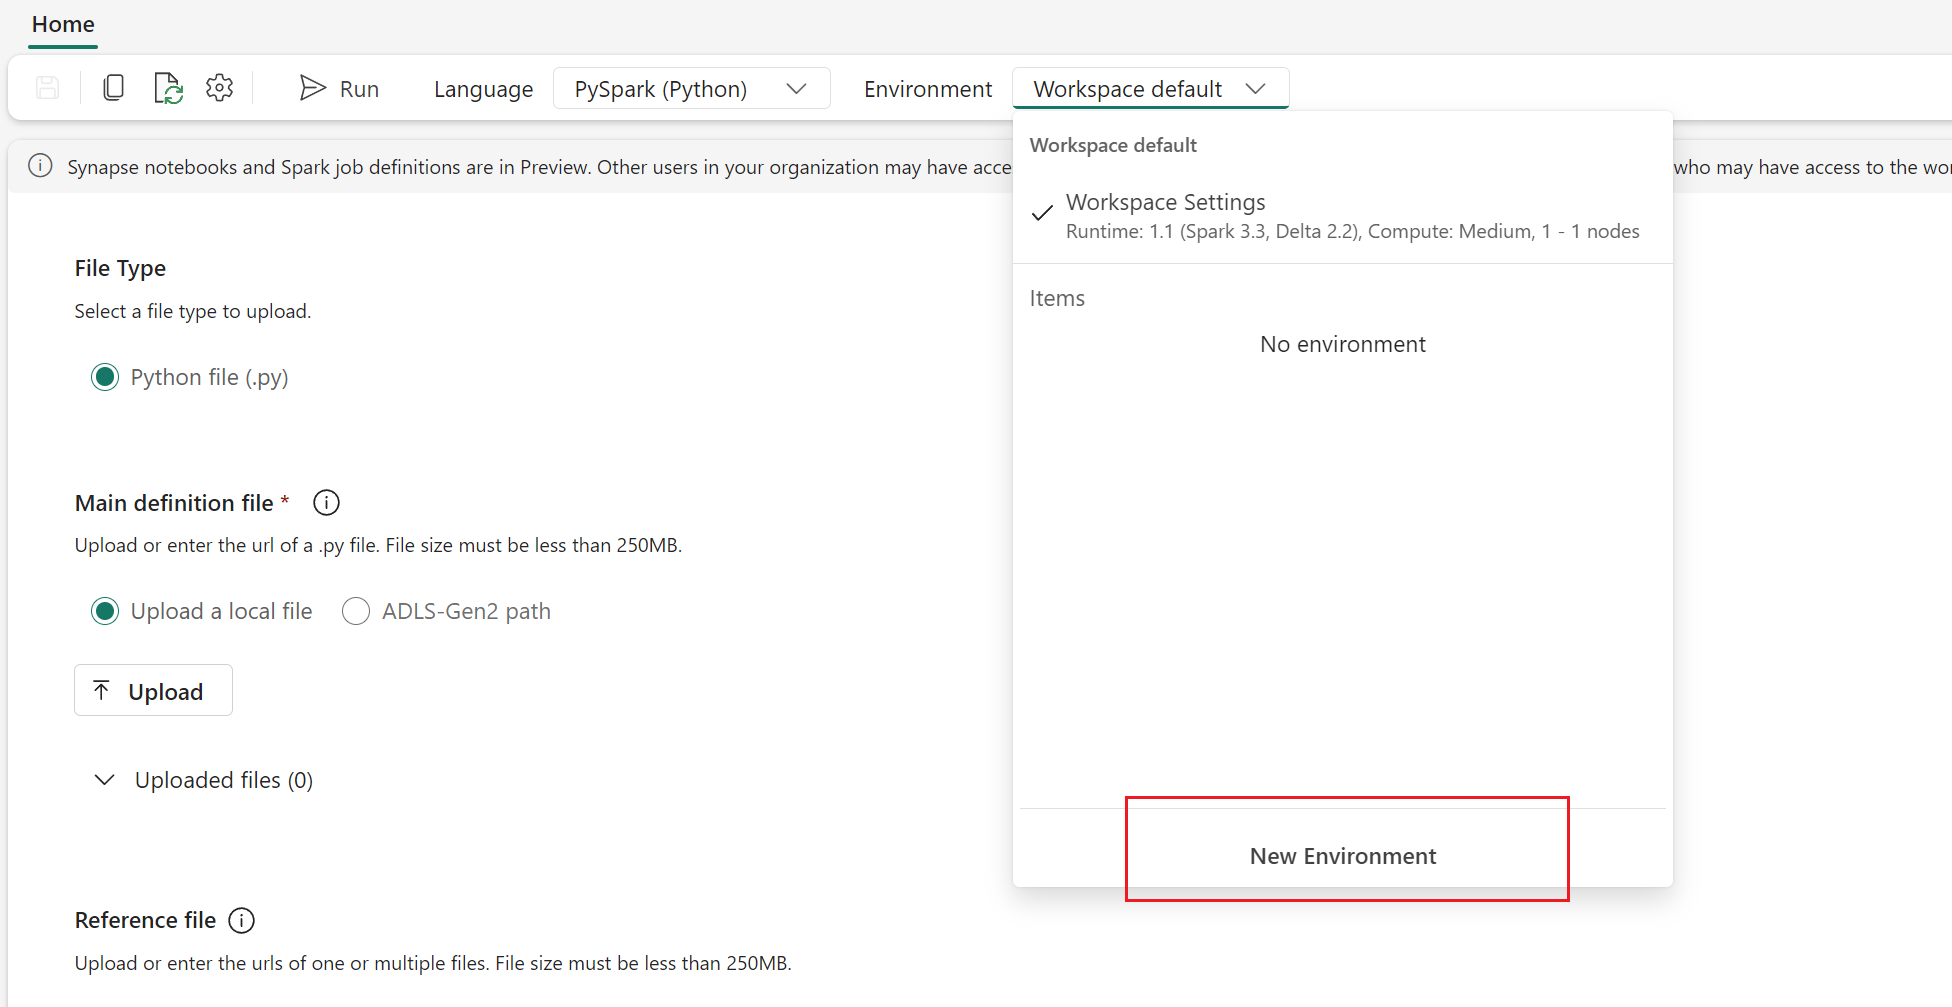 Home
Run Language PySpark (Python) Environment Workspace default
Synapse notebooks and Spark job definitions are in Preview. Other users in your organization may have acce
who may have access to the wor
Workspace default
Workspace Settings
Runtime: 1.1 (Spark 3.3, Delta 2.2), Compute: Medium, 1 - 1 nodes
Items
No environment
New Environment
File Type
Select a file type to upload.
Python file (.py)
Main definition file *
Upload or enter the url of a .py file. File size must be less than 250MB.
Upload a local file ADLS-Gen2 path
Upload
Uploaded files (0)
Reference file
Upload or enter the urls of one or multiple files. File size must be less than 250MB.